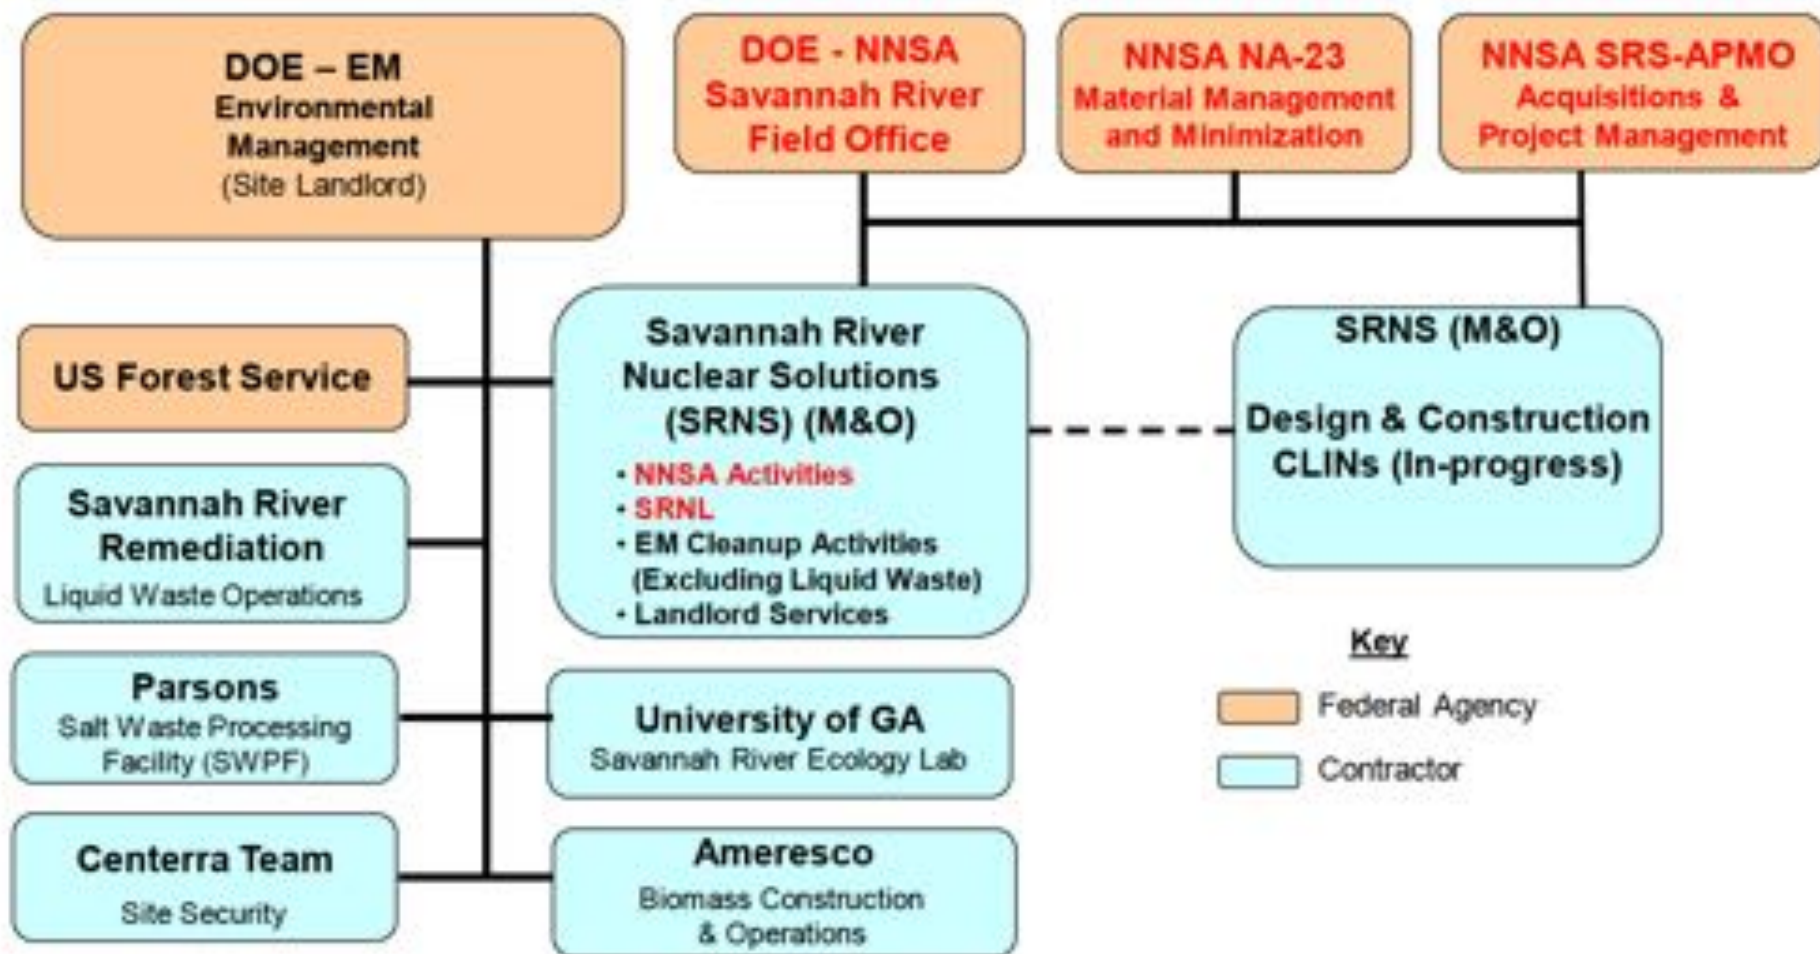 DOE – EM
Environmental
Management
(Site Landlord)
DOE - NNSA
Savannah River
Field Office
NNSA NA-23
Material Management
and Minimization
NNSA SRS-APMO
Acquisitions &
Project Management
US Forest Service
Savannah River
Nuclear Solutions
(SRNS) (M&O)
• NNSA Activities
• SRNL
• EM Cleanup Activities
(Excluding Liquid Waste)
• Landlord Services
SRNS (M&O)
Design & Construction
CLINs (In-progress)
Savannah River
Remediation
Liquid Waste Operations
Parsons
Salt Waste Processing
Facility (SWPF)
University of GA
Savannah River Ecology Lab
Centerra Team
Site Security
Ameresco
Biomass Construction
& Operations
Key
Federal Agency
Contractor